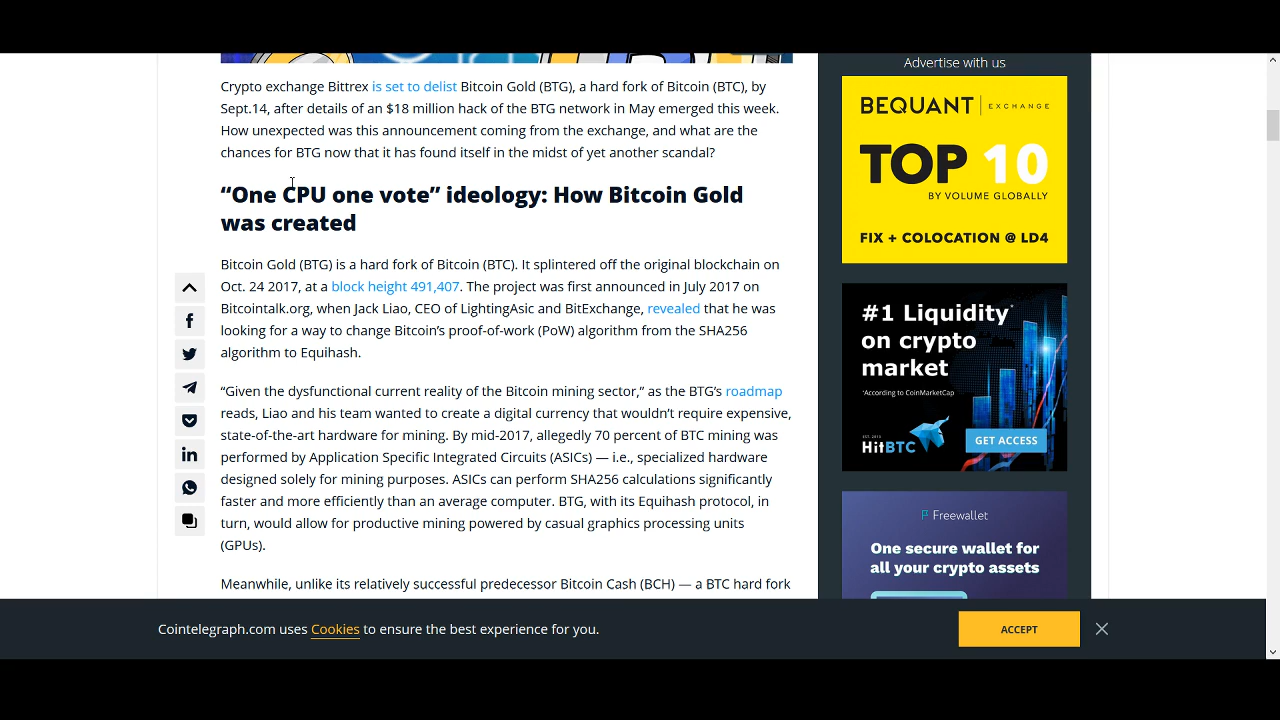 Crypto exchange Bittrex is set to delist Bitcoin Gold (BTG), a hard fork of Bitcoin (BTC), by
Sept.14, after details of an $18 million hack of the BTG network in May emerged this week.
How unexpected was this announcement coming from the exchange, and what are the
chances for BTG now that it has found itself in the midst of yet another scandal?
“One CPU one vote” ideology: How Bitcoin Gold
was created
Bitcoin Gold (BTG) is a hard fork of Bitcoin (BTC). It splintered off the original blockchain on
Oct. 24 2017, at a block height 491,407. The project was first announced in July 2017 on
Bitcointalk.org, when Jack Liao, CEO of LightingAsic and BitExchange, revealed that he was
looking for a way to change Bitcoin’s proof-of-work (PoW) algorithm from the SHA256
algorithm to Equihash.
“Given the dysfunctional current reality of the Bitcoin mining sector,” as the BTG’s roadmap
reads, Liao and his team wanted to create a digital currency that wouldn’t require expensive,
state-of-the-art hardware for mining. By mid-2017, allegedly 70 percent of BTC mining was
performed by Application Specific Integrated Circuits (ASICs) — i.e., specialized hardware
designed solely for mining purposes. ASICs can perform SHA256 calculations significantly
faster and more efficiently than an average computer. BTG, with its Equihash protocol, in
turn, would allow for productive mining powered by casual graphics processing units
(GPUs).
Meanwhile, unlike its relatively successful predecessor Bitcoin Cash (BCH) — a BTC hard fork
Advertise with us
BEQUANT | EXCHANGE
TOP 10
BY VOLUME GLOBALLY
FIX + COLOCATION @ LD4
#1 Liquidity*
on crypto
market
*According to CoinMarketCap
EST. 2013
HitBTC
GET ACCESS
Freewallet
One secure wallet for
all your crypto assets
Cointelegraph.com uses Cookies to ensure the best experience for you.
ACCEPT